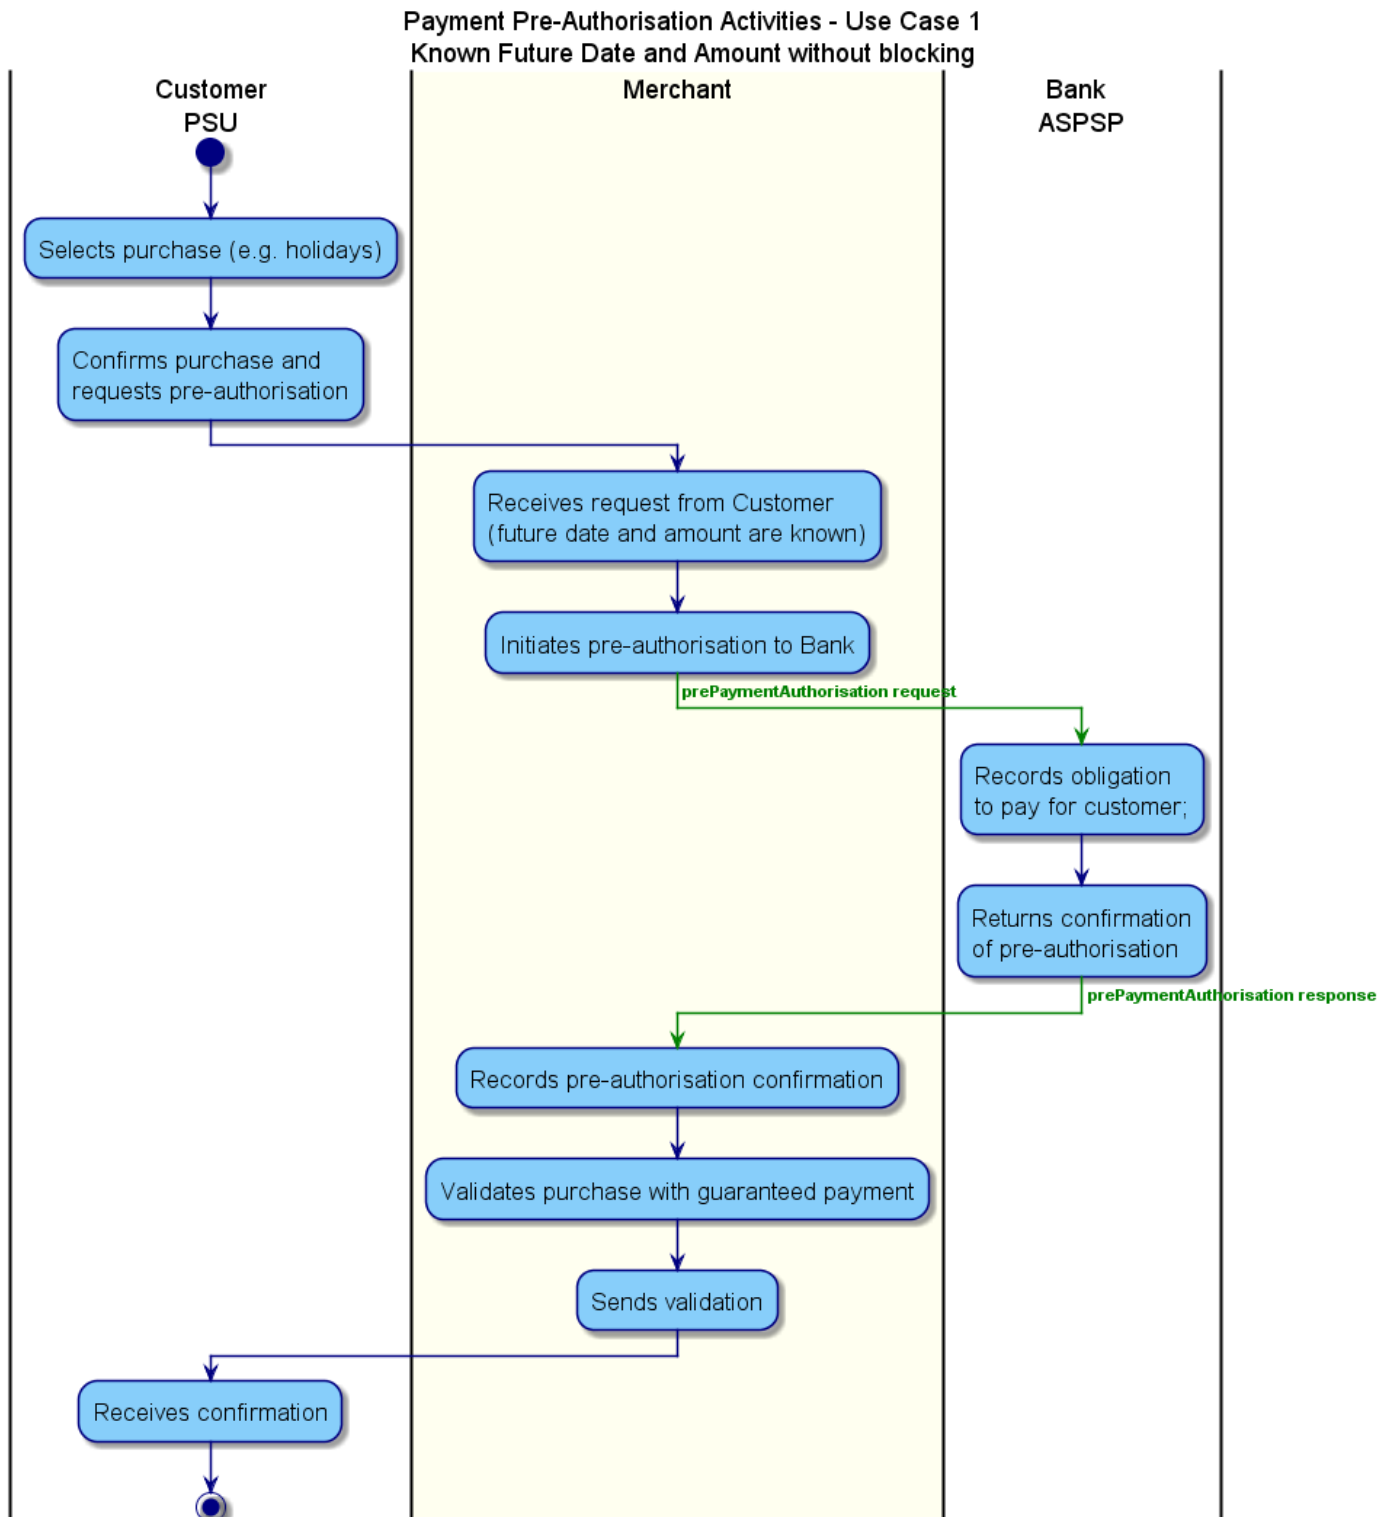 Payment Pre-Authorisation Activities - Use Case 1
Known Future Date and Amount without blocking
Customer
PSU
Merchant
Bank
ASPSP
Selects purchase (e.g. holidays)
Confirms purchase and
requests pre-authorisation
Receives request from Customer
(future date and amount are known)
Initiates pre-authorisation to Bank
prePaymentAuthorisation request
Records obligation
to pay for customer;
Returns confirmation
of pre-authorisation
prePaymentAuthorisation response
Records pre-authorisation confirmation
Validates purchase with guaranteed payment
Sends validation
Receives confirmation